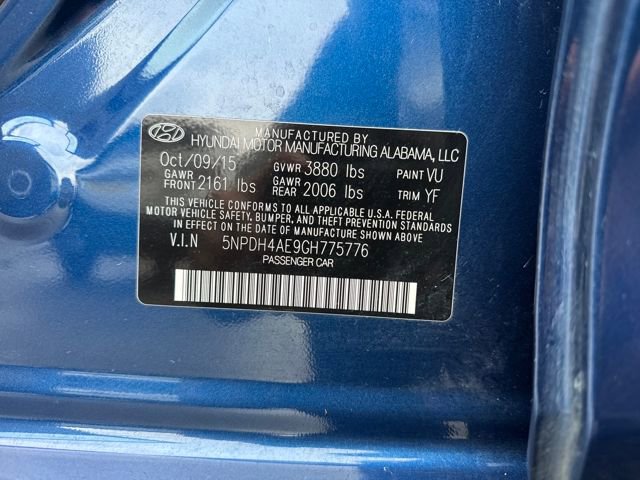 MANUFACTURED BY
HYUNDAI MOTOR MANUFACTURING ALABAMA, LLC
Oct/09/15 GVWR 3880 lbs PAINT VU
GAWR FRONT 2161 lbs GAWR REAR 2006 lbs TRIM YF
THIS VEHICLE CONFORMS TO ALL APPLICABLE U.S.A. FEDERAL
MOTOR VEHICLE SAFETY, BUMPER, AND THEFT PREVENTION STANDARDS
IN EFFECT ON THE DATE OF MANUFACTURE SHOWN ABOVE.
V.I.N 5NPDH4AE9GH775776
PASSENGER CAR